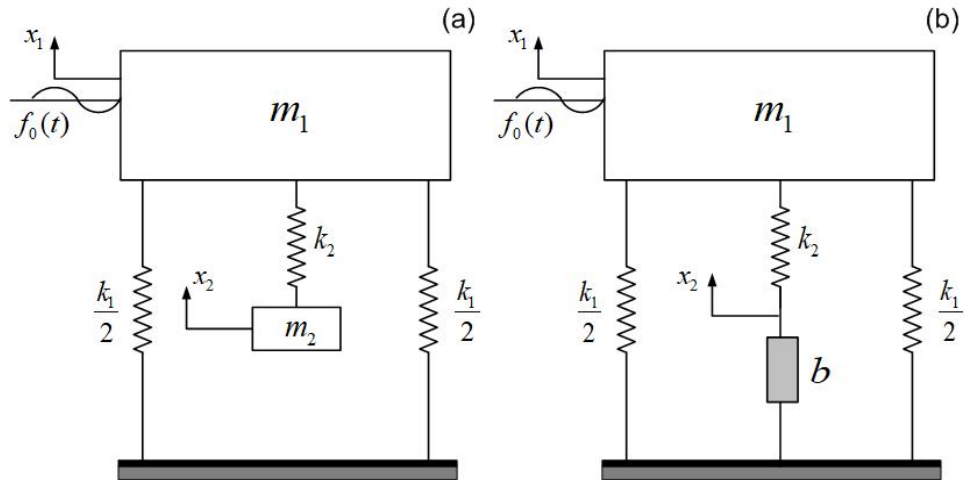 (a)
x₁
f₀(t)
m₁
k₂
k₁/2
x₂
m₂
k₁/2
(b)
x₁
f₀(t)
m₁
k₂
k₁/2
x₂
b
k₁/2